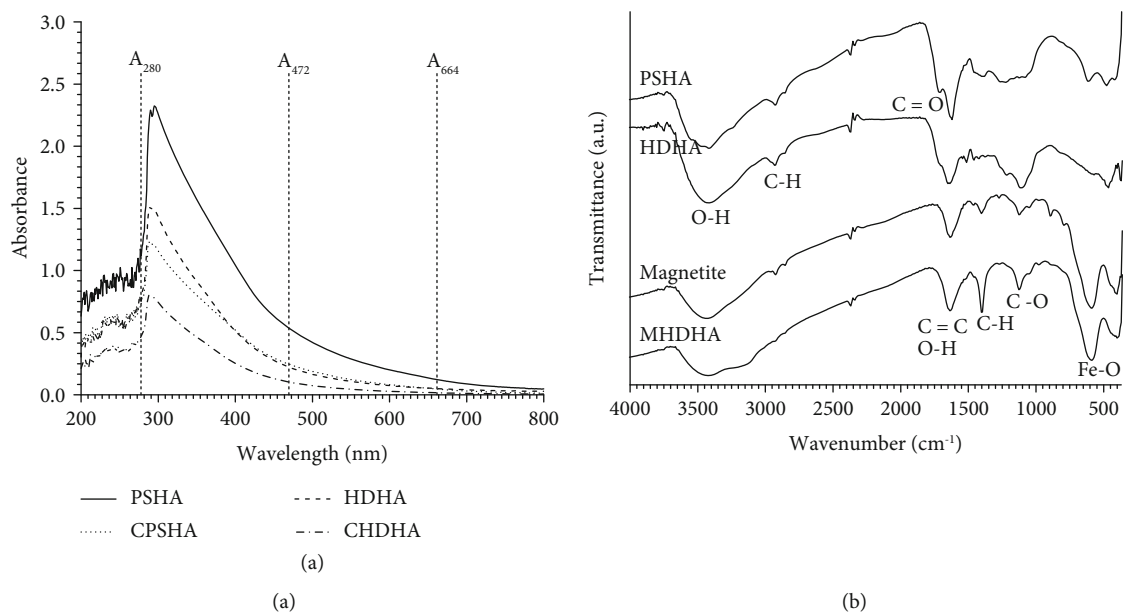 3.0
2.5
2.0
1.5
1.0
0.5
0.0
Absorbance
A280
A472
A664
200 300 400 500 600 700 800
Wavelength (nm)
PSHA
HDHA
CPSHA
CHDHA
(a)
(a)
Transmittance (a.u.)
PSHA
C = O
HDHA
C-H
O-H
Magnetite
C -O
MHDHA
C = C
C-H
O-H
Fe-O
4000 3500 3000 2500 2000 1500 1000 500
Wavenumber (cm-1)
(b)